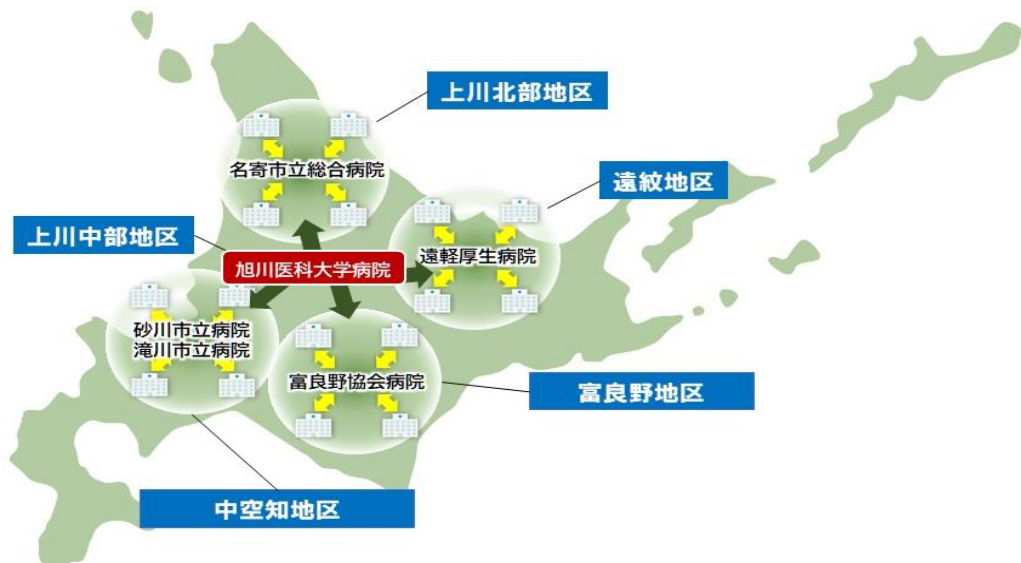 上川北部地区
名寄市立総合病院
遠紋地区
上川中部地区
遠軽厚生病院
旭川医科大学病院
砂川市立病院
滝川市立病院
富良野協会病院
富良野地区
中空知地区